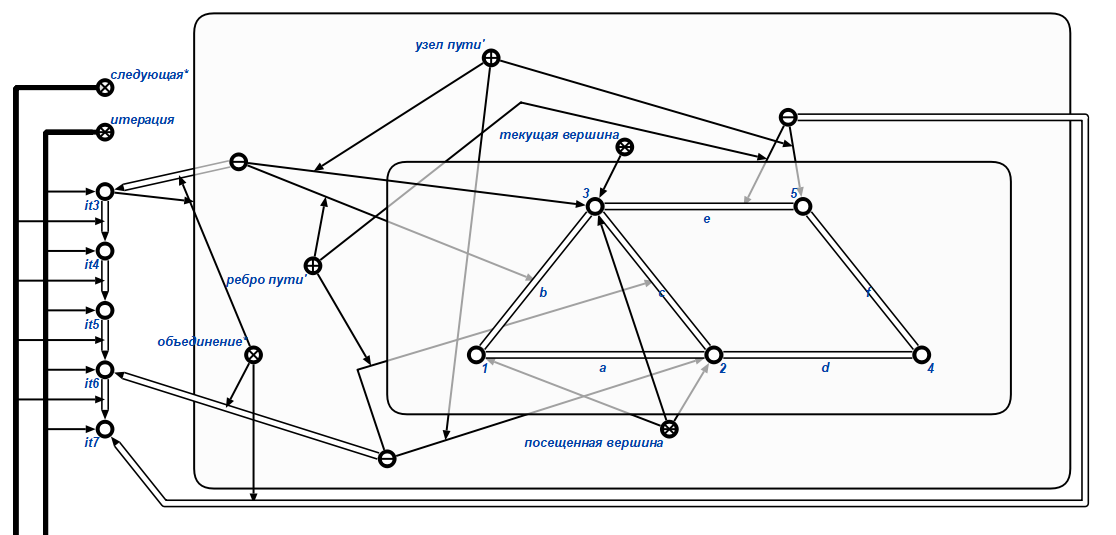 узел пути'
следующая*
итерация
текущая вершина
3
5
it3
e
it4
ребро пути'
b
c
f
it5
объединение*
1
a
2
d
4
it6
it7
посещенная вершина